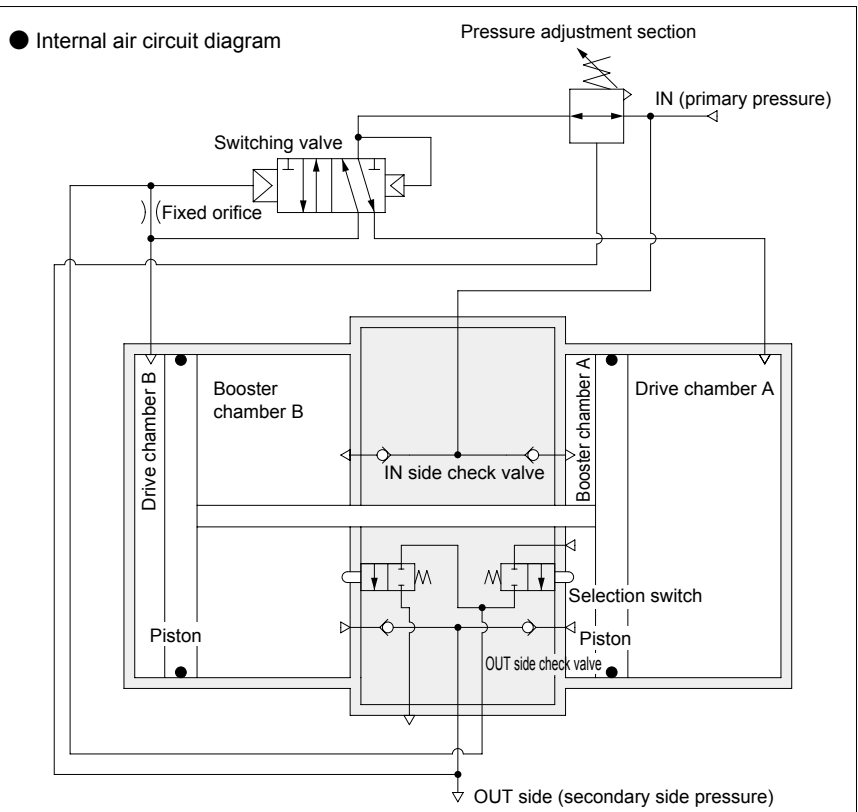 ● Internal air circuit diagram
Pressure adjustment section
IN (primary pressure)
Switching valve
Fixed orifice
Drive chamber B
Booster
chamber B
Booster chamber A
Drive chamber A
IN side check valve
Selection switch
Piston
Piston
OUT side check valve
OUT side (secondary side pressure)